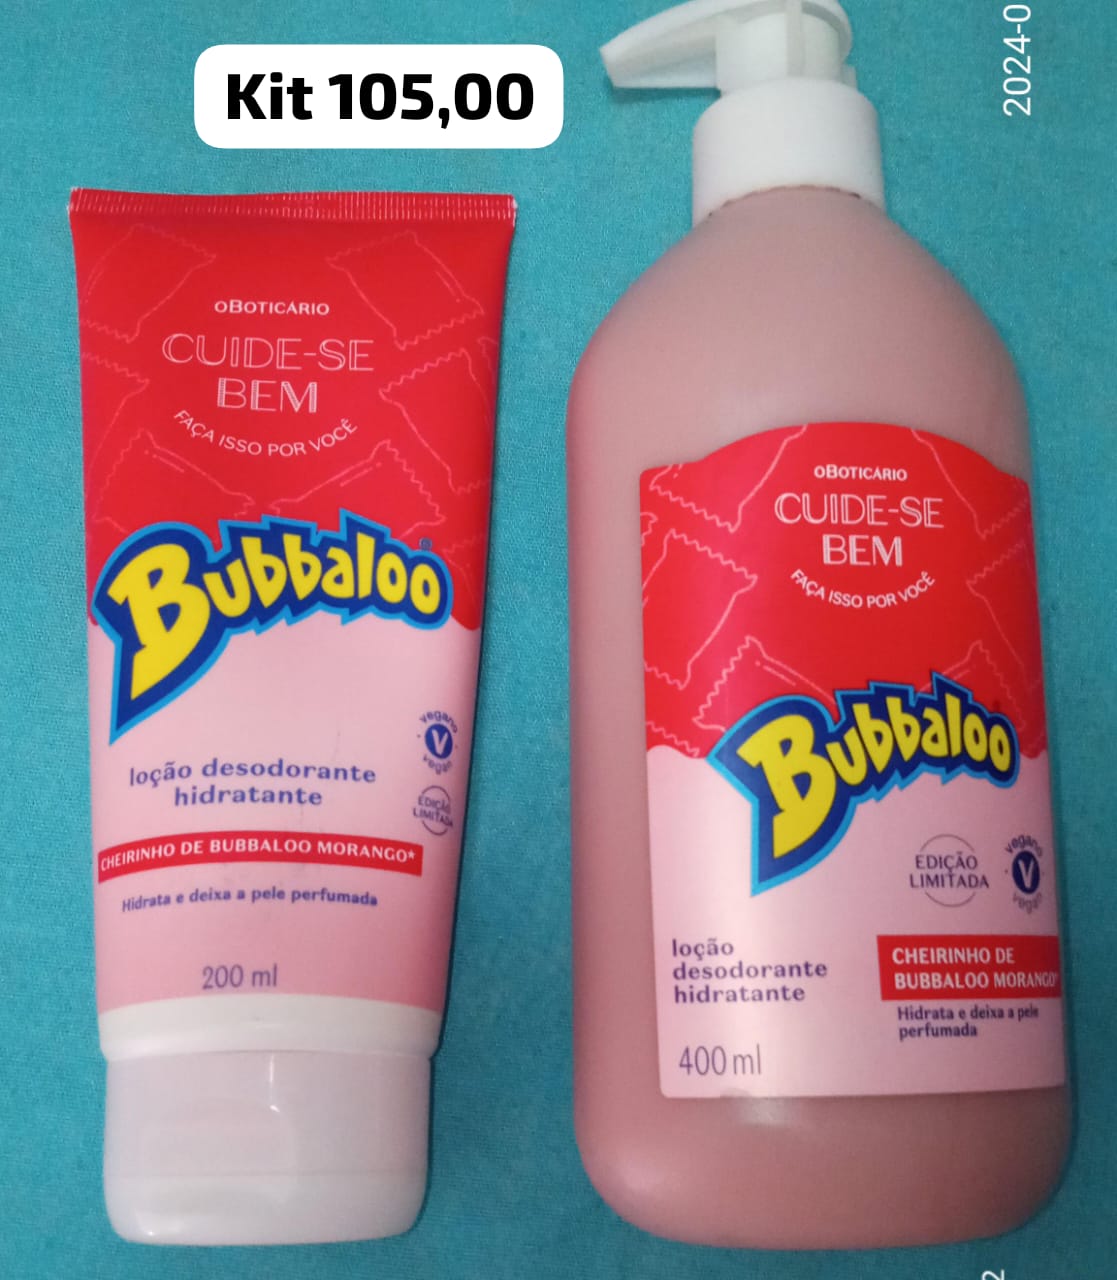 Kit 105,00
2024-0
oBOTICÁRIO
CUIDE-SE
BEM
FAÇA ISSO POR VOCÊ
Bubbaloo®
vegano
V
vegan
loção desodorante
hidratante
EDIÇÃO
LIMITADA
CHEIRINHO DE BUBBALOO MORANGO*
Hidrata e deixa a pele perfumada
200 ml
oBOTICÁRIO
CUIDE-SE
BEM
FAÇA ISSO POR VOCÊ
Bubbaloo
EDIÇÃO
LIMITADA
vegano
V
vegan
loção
desodorante
hidratante
CHEIRINHO DE
BUBBALOO MORANGO*
Hidrata e deixa a pele
perfumada
400 ml
2